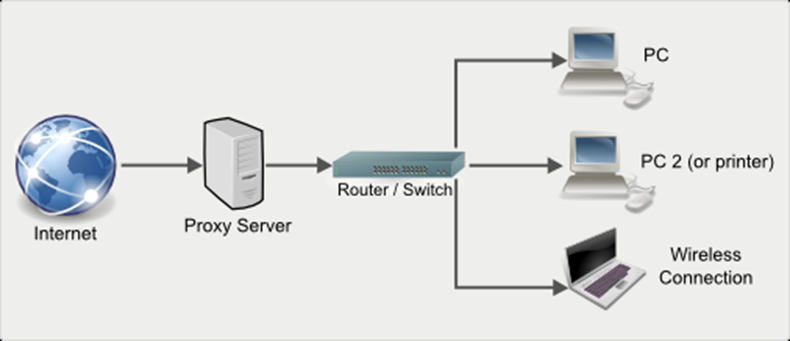 PC
PC 2 (or printer)
Router / Switch
Proxy Server
Internet
Wireless
Connection